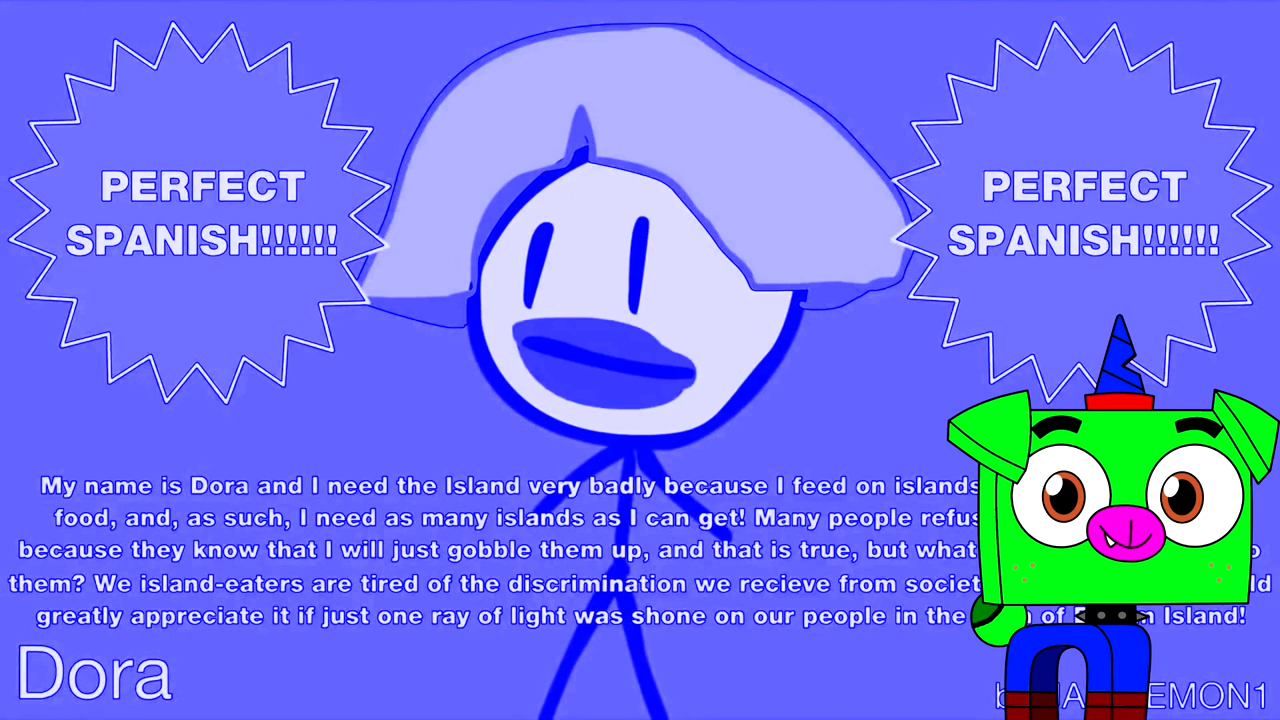 PERFECT
SPANISH!!!!!!
PERFECT
SPANISH!!!!!!
My name is Dora and I need the Island very badly because I feed on islands
food, and, as such, I need as many islands as I can get! Many people
because they know that I will just gobble them up, and that is true, but what
them? We island-eaters are tired of the discrimination we recieve from
greatly appreciate it if just one ray of light was shone on our people in the of Island!
Dora